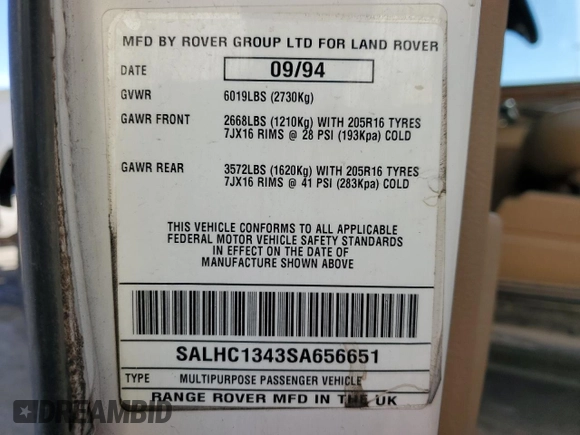 MFD BY ROVER GROUP LTD FOR LAND ROVER
DATE 09/94
GVWR 6019LBS (2730Kg)
GAWR FRONT 2668LBS (1210Kg) WITH 205R16 TYRES
7JX16 RIMS @ 28 PSI (193Kpa) COLD
GAWR REAR 3572LBS (1620Kg) WITH 205R16 TYRES
7JX16 RIMS @ 41 PSI (283Kpa) COLD
THIS VEHICLE CONFORMS TO ALL APPLICABLE
FEDERAL MOTOR VEHICLE SAFETY STANDARDS
IN EFFECT ON THE DATE OF
MANUFACTURE SHOWN ABOVE
SALHC1343SA656651
TYPE MULTIPURPOSE PASSENGER VEHICLE
RANGE ROVER MFD IN THE UK
DREAMBID